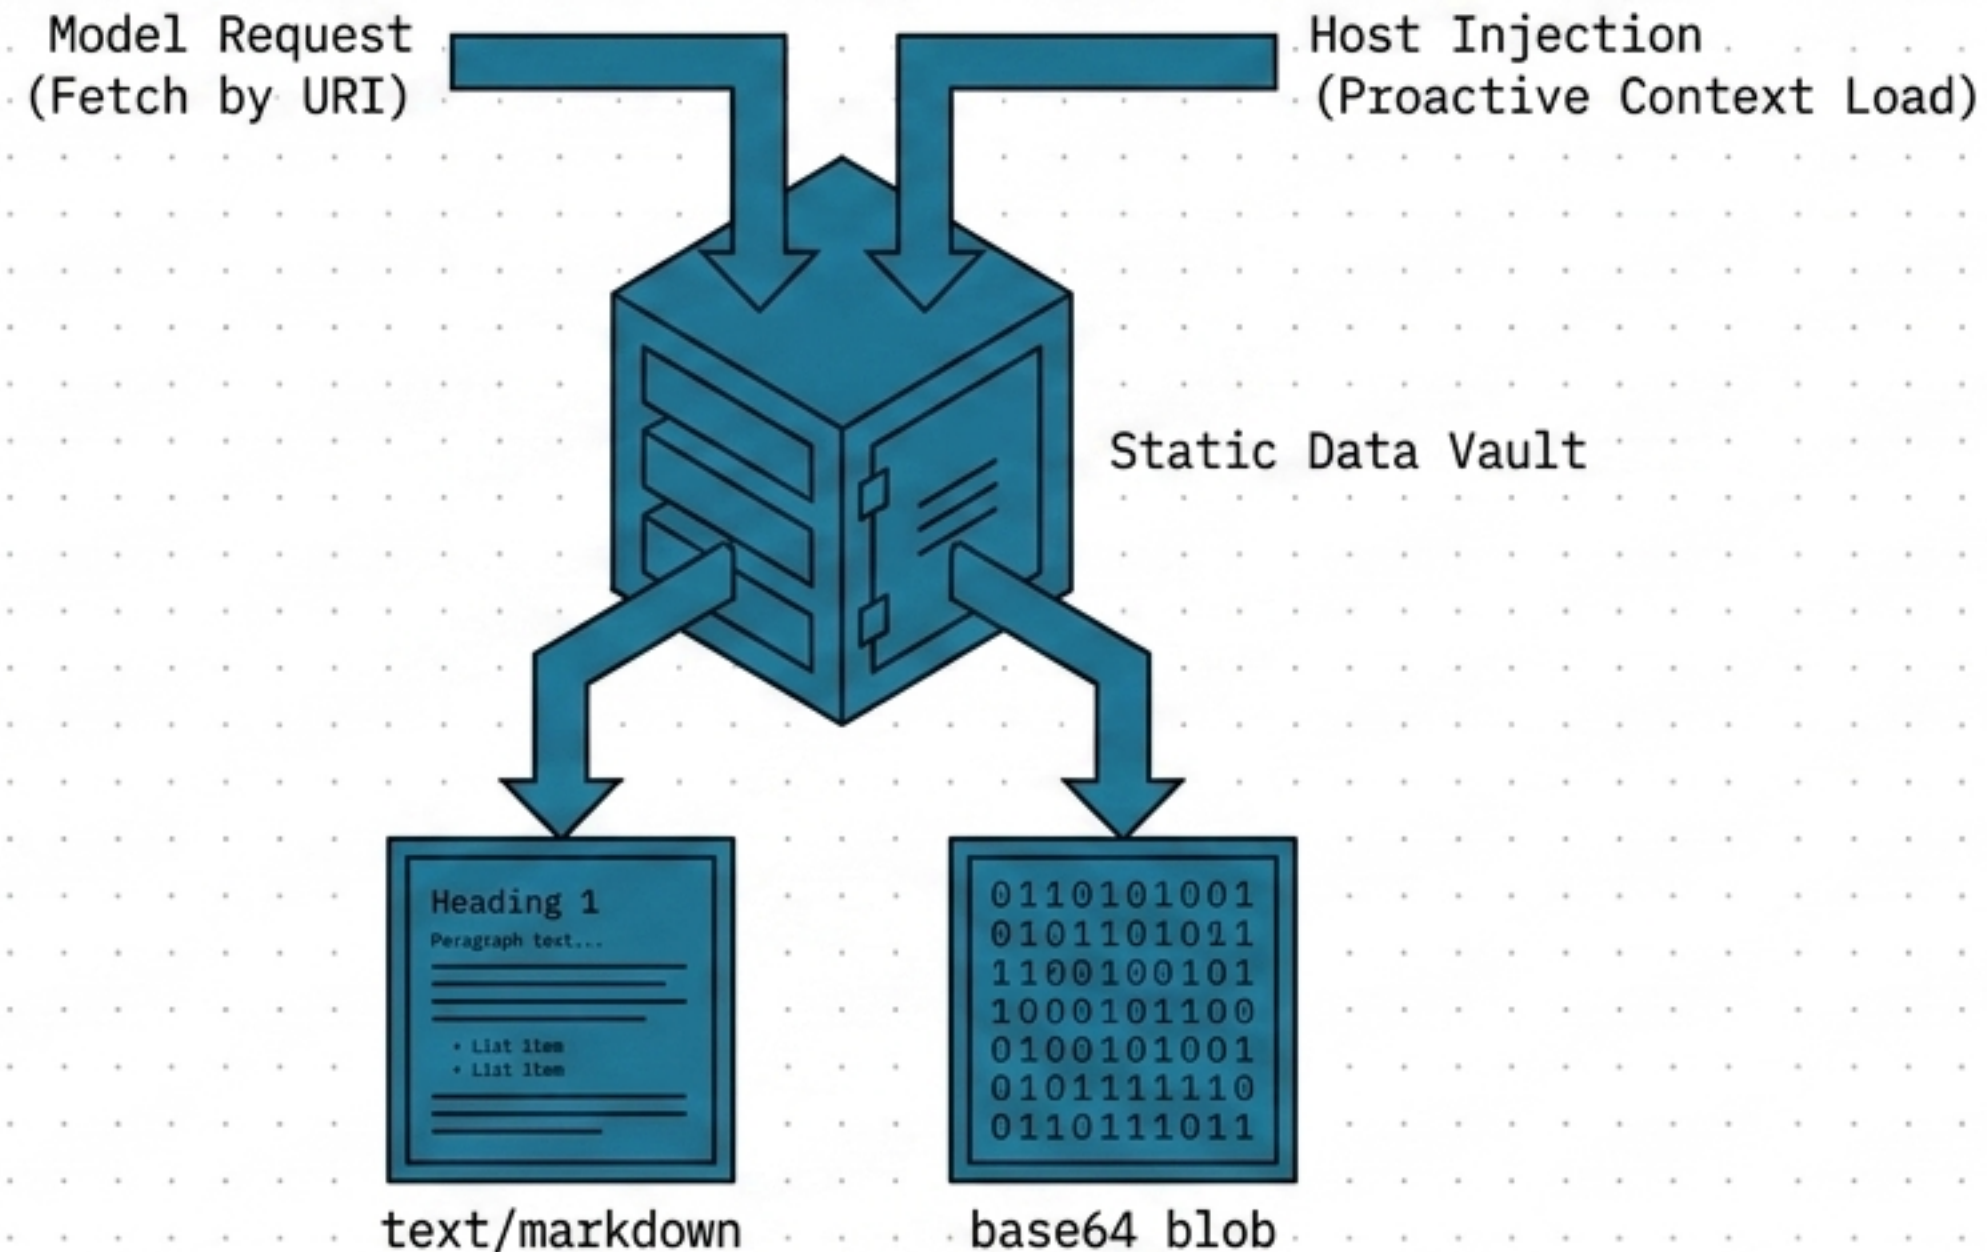 Model Request
(Fetch by URI)
Host Injection
(Proactive Context Load)
Static Data Vault
Heading 1
Peragraph text...
• List Item
• List Item
0110101001
0101101011
1100100101
1000101100
0100101001
0101111110
0110111011
text/markdown
base64 blob